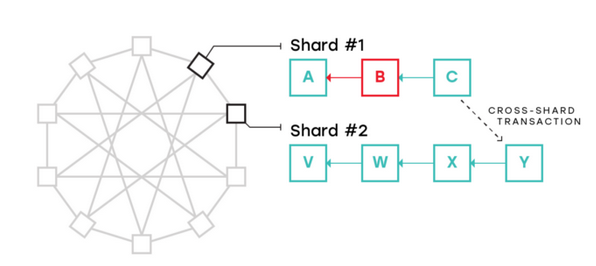 Shard #1
A B C
CROSS-SHARD
TRANSACTION
Shard #2
V W X Y